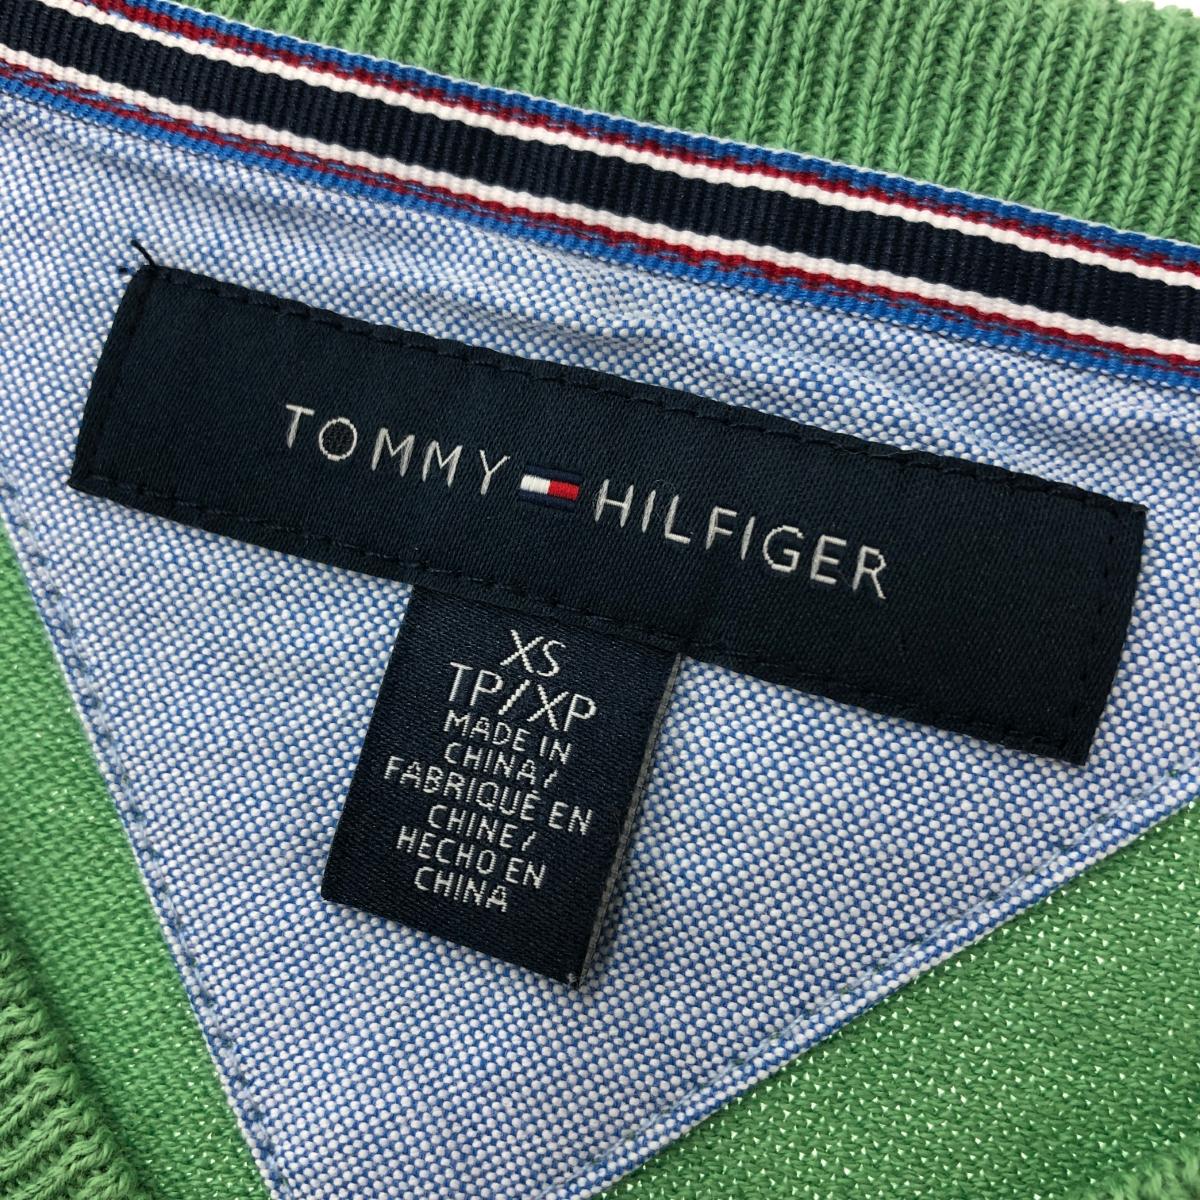 TOMMY HILFIGER
XS
TP/XP
MADE IN
CHINA/
FABRIQUÉ EN
CHINE/
HECHO EN
CHINA